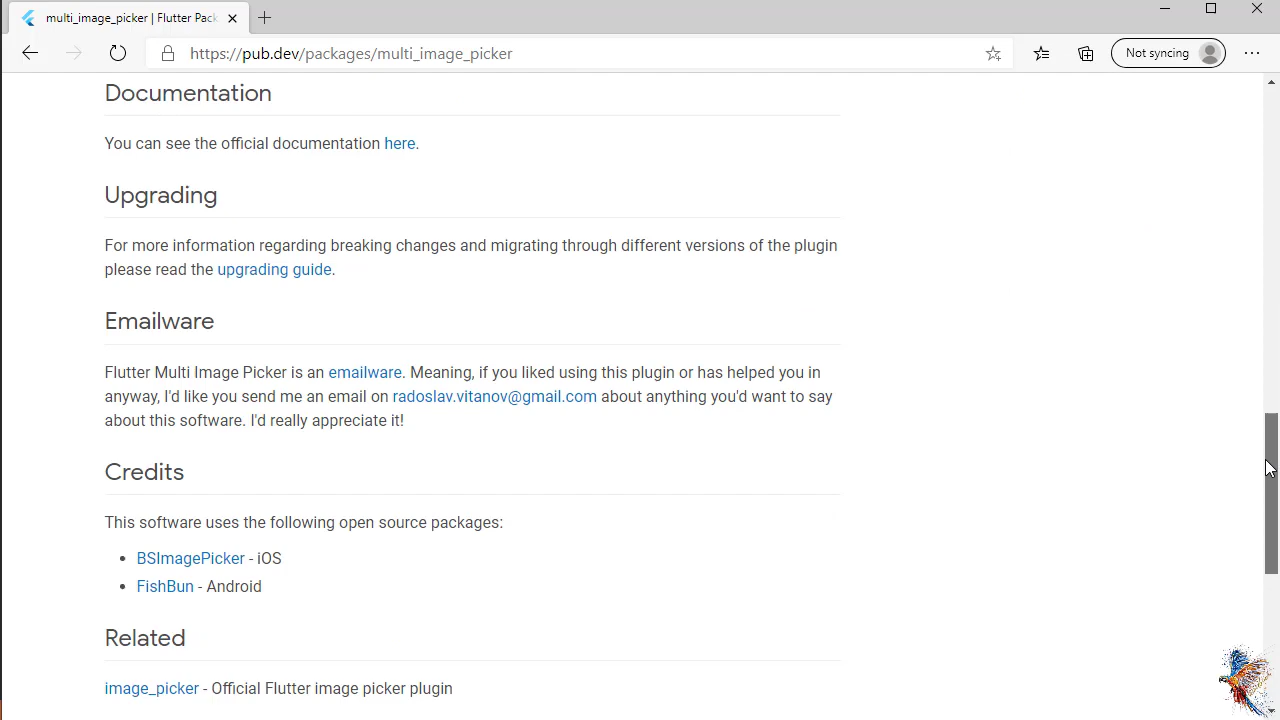 multi_image_picker | Flutter Pack
https://pub.dev/packages/multi_image_picker
Not syncing
Documentation
You can see the official documentation here.
Upgrading
For more information regarding breaking changes and migrating through different versions of the plugin
please read the upgrading guide.
Emailware
Flutter Multi Image Picker is an emailware. Meaning, if you liked using this plugin or has helped you in
anyway, I'd like you send me an email on radoslav.vitanov@gmail.com about anything you'd want to say
about this software. I'd really appreciate it!
Credits
This software uses the following open source packages:
• BSImagePicker - iOS
• FishBun - Android
Related
image_picker - Official Flutter image picker plugin